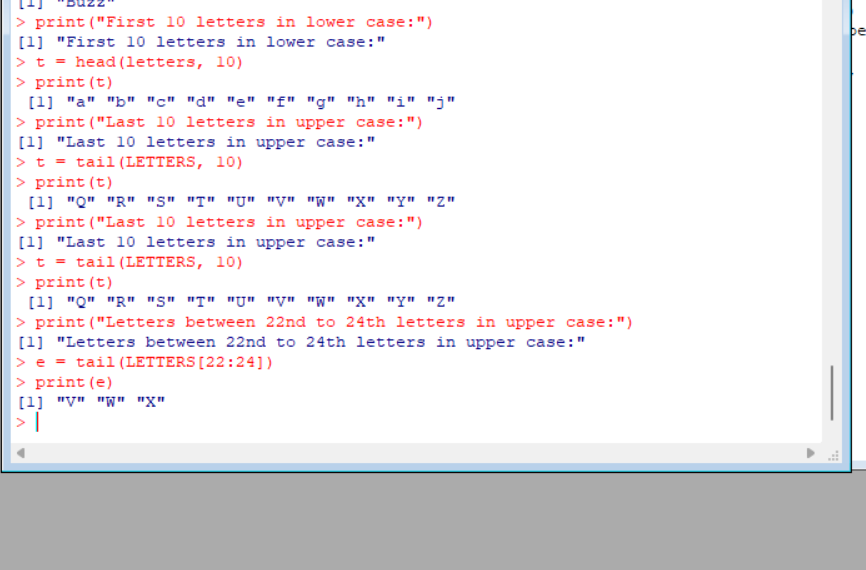 [1] "Buzz"
> print("First 10 letters in lower case:")
[1] "First 10 letters in lower case:"
> t = head(letters, 10)
> print(t)
 [1] "a" "b" "c" "d" "e" "f" "g" "h" "i" "j"
> print("Last 10 letters in upper case:")
[1] "Last 10 letters in upper case:"
> t = tail(LETTERS, 10)
> print(t)
 [1] "Q" "R" "S" "T" "U" "V" "W" "X" "Y" "Z"
> print("Last 10 letters in upper case:")
[1] "Last 10 letters in upper case:"
> t = tail(LETTERS, 10)
> print(t)
 [1] "Q" "R" "S" "T" "U" "V" "W" "X" "Y" "Z"
> print("Letters between 22nd to 24th letters in upper case:")
[1] "Letters between 22nd to 24th letters in upper case:"
> e = tail(LETTERS[22:24])
> print(e)
[1] "V" "W" "X"
>